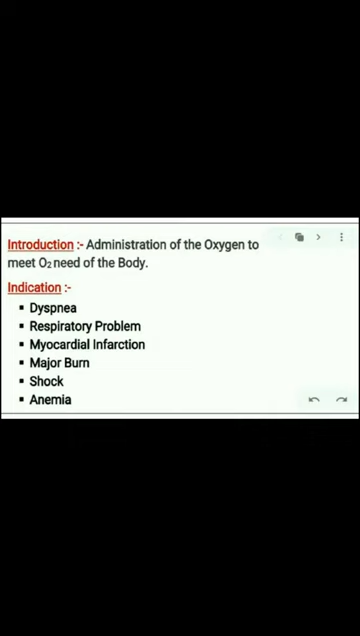 Introduction :- Administration of the Oxygen to
meet O₂ need of the Body.
Indication :-
▪ Dyspnea
▪ Respiratory Problem
▪ Myocardial Infarction
▪ Major Burn
▪ Shock
▪ Anemia